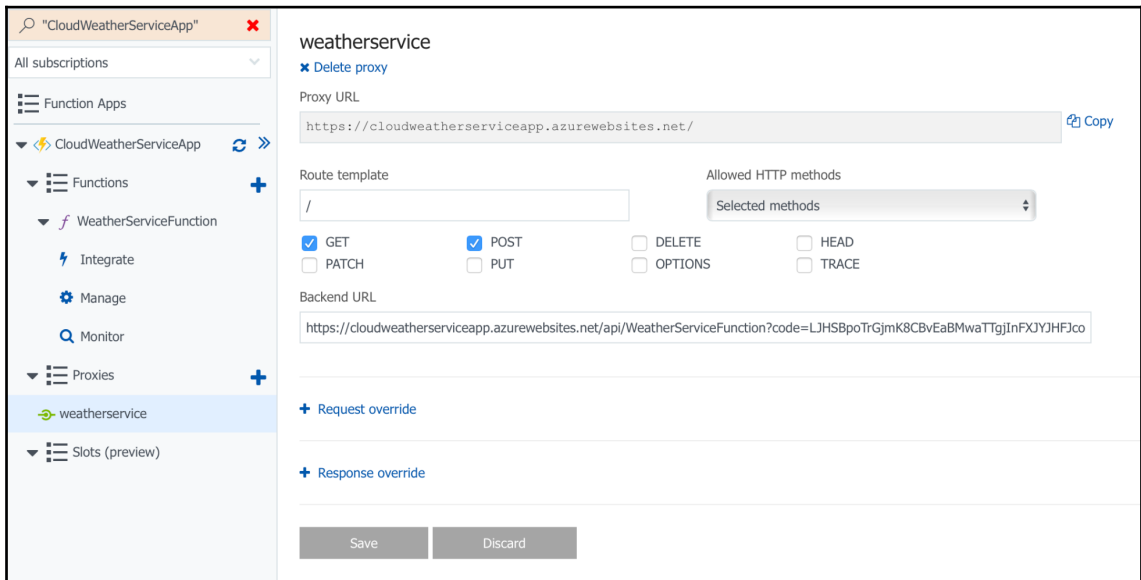 "CloudWeatherServiceApp"
All subscriptions
Function Apps
CloudWeatherServiceApp
Functions
WeatherServiceFunction
Integrate
Manage
Monitor
Proxies
weatherservice
Slots (preview)
weatherservice
Delete proxy
Proxy URL
https://cloudweatherserviceapp.azurewebsites.net/
Copy
Route template
Allowed HTTP methods
/
Selected methods
GET POST DELETE HEAD
PATCH PUT OPTIONS TRACE
Backend URL
https://cloudweatherserviceapp.azurewebsites.net/api/WeatherServiceFunction?code=LJHSBpoTrGjmK8CBvEaBMwaTTgjInFXJYJHFJco
Request override
Response override
Save Discard